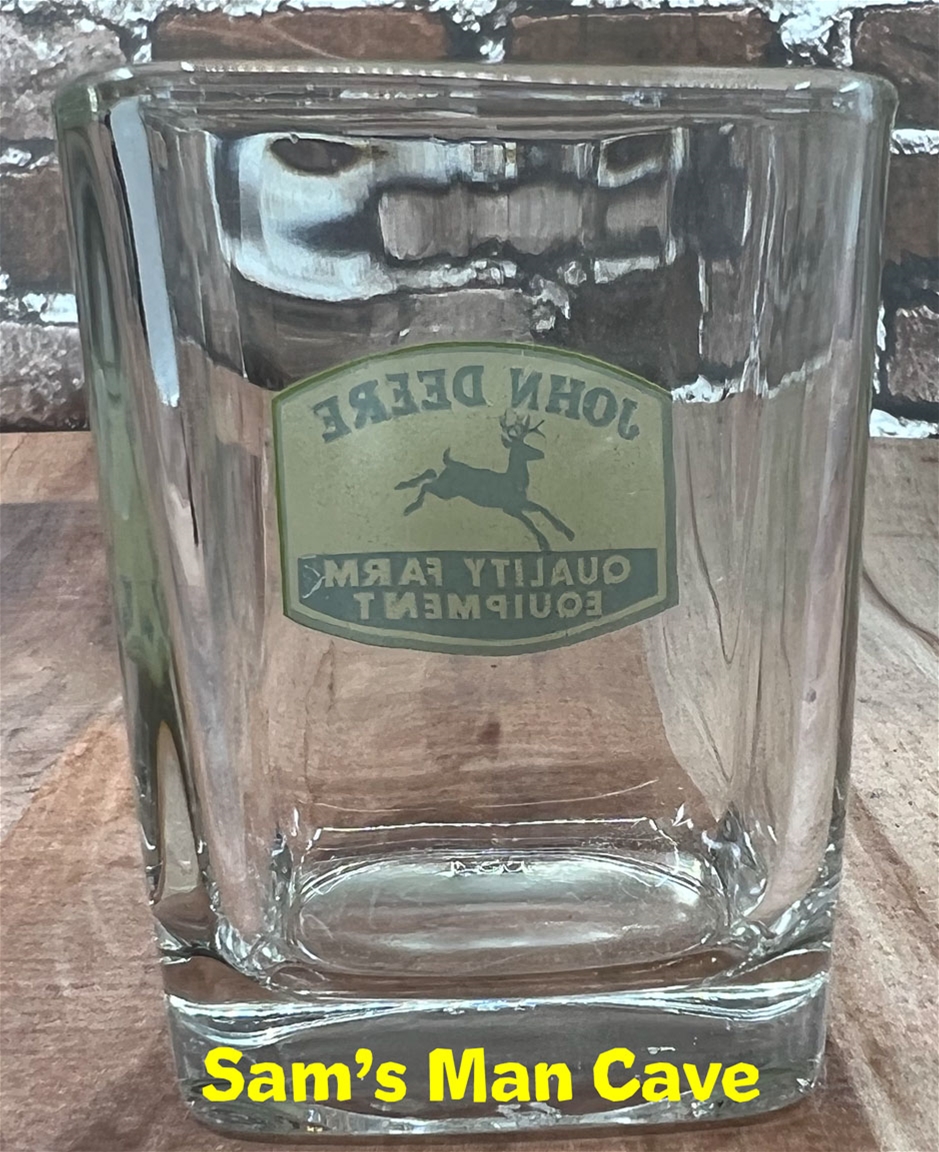 JOHN DEERE
QUALITY FARM
EQUIPMENT
Sam's Man Cave